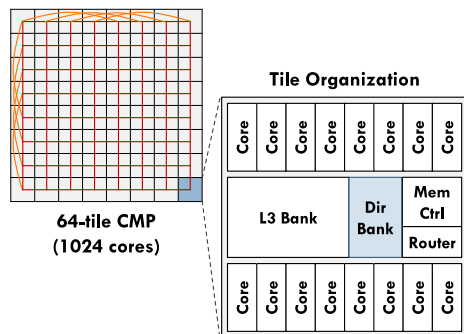 Tile Organization
Core Core Core Core Core Core Core Core
L3 Bank
Dir
Bank
Mem
Ctrl
Router
Core Core Core Core Core Core Core Core
64-tile CMP
(1024 cores)